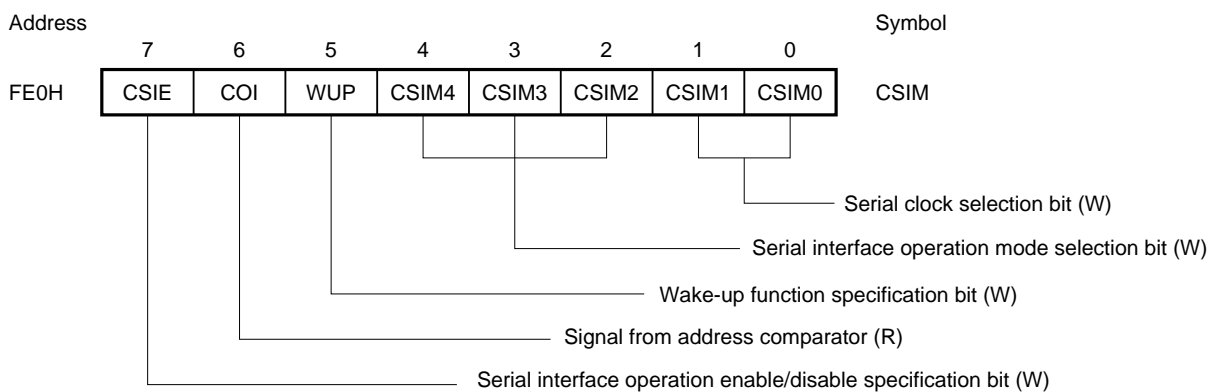 Address Symbol
7 6 5 4 3 2 1 0
FE0H CSIE COI WUP CSIM4 CSIM3 CSIM2 CSIM1 CSIM0 CSIM
Serial clock selection bit (W)
Serial interface operation mode selection bit (W)
Wake-up function specification bit (W)
Signal from address comparator (R)
Serial interface operation enable/disable specification bit (W)